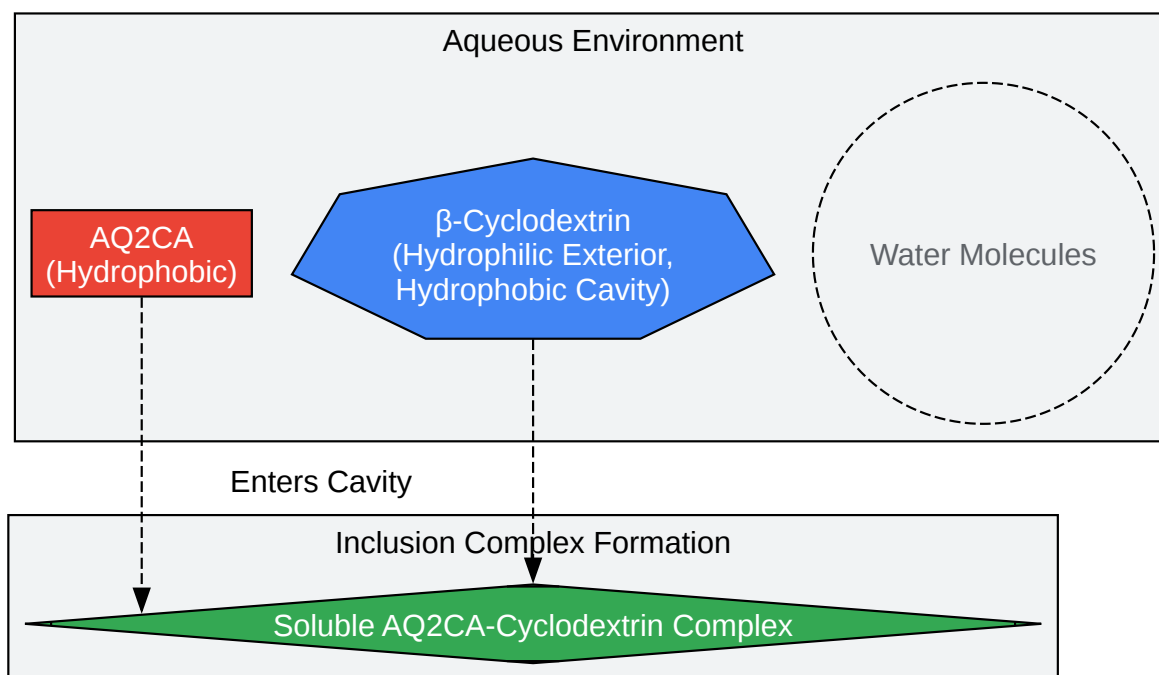 Aqueous Environment
AQ2CA
(Hydrophobic)
β-Cyclodextrin
(Hydrophilic Exterior,
Hydrophobic Cavity)
Water Molecules
Enters Cavity
Inclusion Complex Formation
Soluble AQ2CA-Cyclodextrin Complex